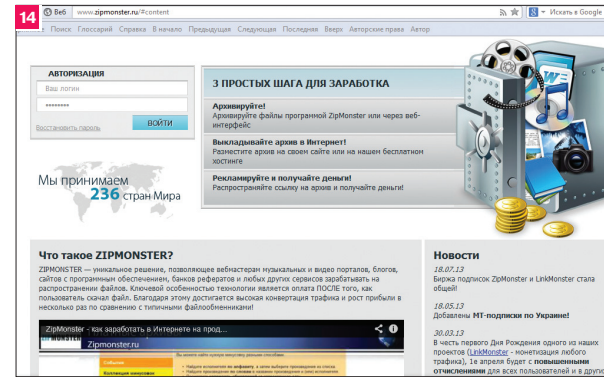 14
Веб www.zipmonster.ru/#content
Искать в Google
Поиск Глоссарий Справка В начало Предыдущая Следующая Последняя Вверх Авторские права Автор
АВТОРИЗАЦИЯ
Ваш логин
••••••••
Восстановить пароль
ВОЙТИ
Мы принимаем
236 стран Мира
3 ПРОСТЫХ ШАГА ДЛЯ ЗАРАБОТКА
Архивируйте!
Архивируйте файлы программой ZipMonster или через веб-
интерфейс
Выкладывайте архив в Интернет!
Разместите архив на своем сайте или на нашем бесплатном
хостинге
Рекламируйте и получайте деньги!
Распространяйте ссылку на архив и получайте деньги!
Что такое ZIPMONSTER?
ZIPMONSTER — уникальное решение, позволяющее вебмастерам музыкальных и видео порталов, блогов,
сайтов с программным обеспечением, банков рефератов и любых других сервисов зарабатывать на
распространении файлов. Ключевой особенностью технологии является оплата ПОСЛЕ того, как
пользователь скачал файл. Благодаря этому достигается высокая конвертация трафика и рост прибыли в
несколько раз по сравнению с типичными файлообменниками!
ZipMonster - как заработать в Интернете на прод...
Zipmonster.ru
Новости
18.07.13
Биржа подписок ZipMonster и LinkMonster стала
общей!
18.05.13
Добавлены МТ-подписки по Украине!
30.03.13
В честь первого Дня Рождения одного из наших
проектов (LinkMonster - монетизация любого
трафика), 1е апреля будет с повышенными
отчислениями для всех пользователей и в друго